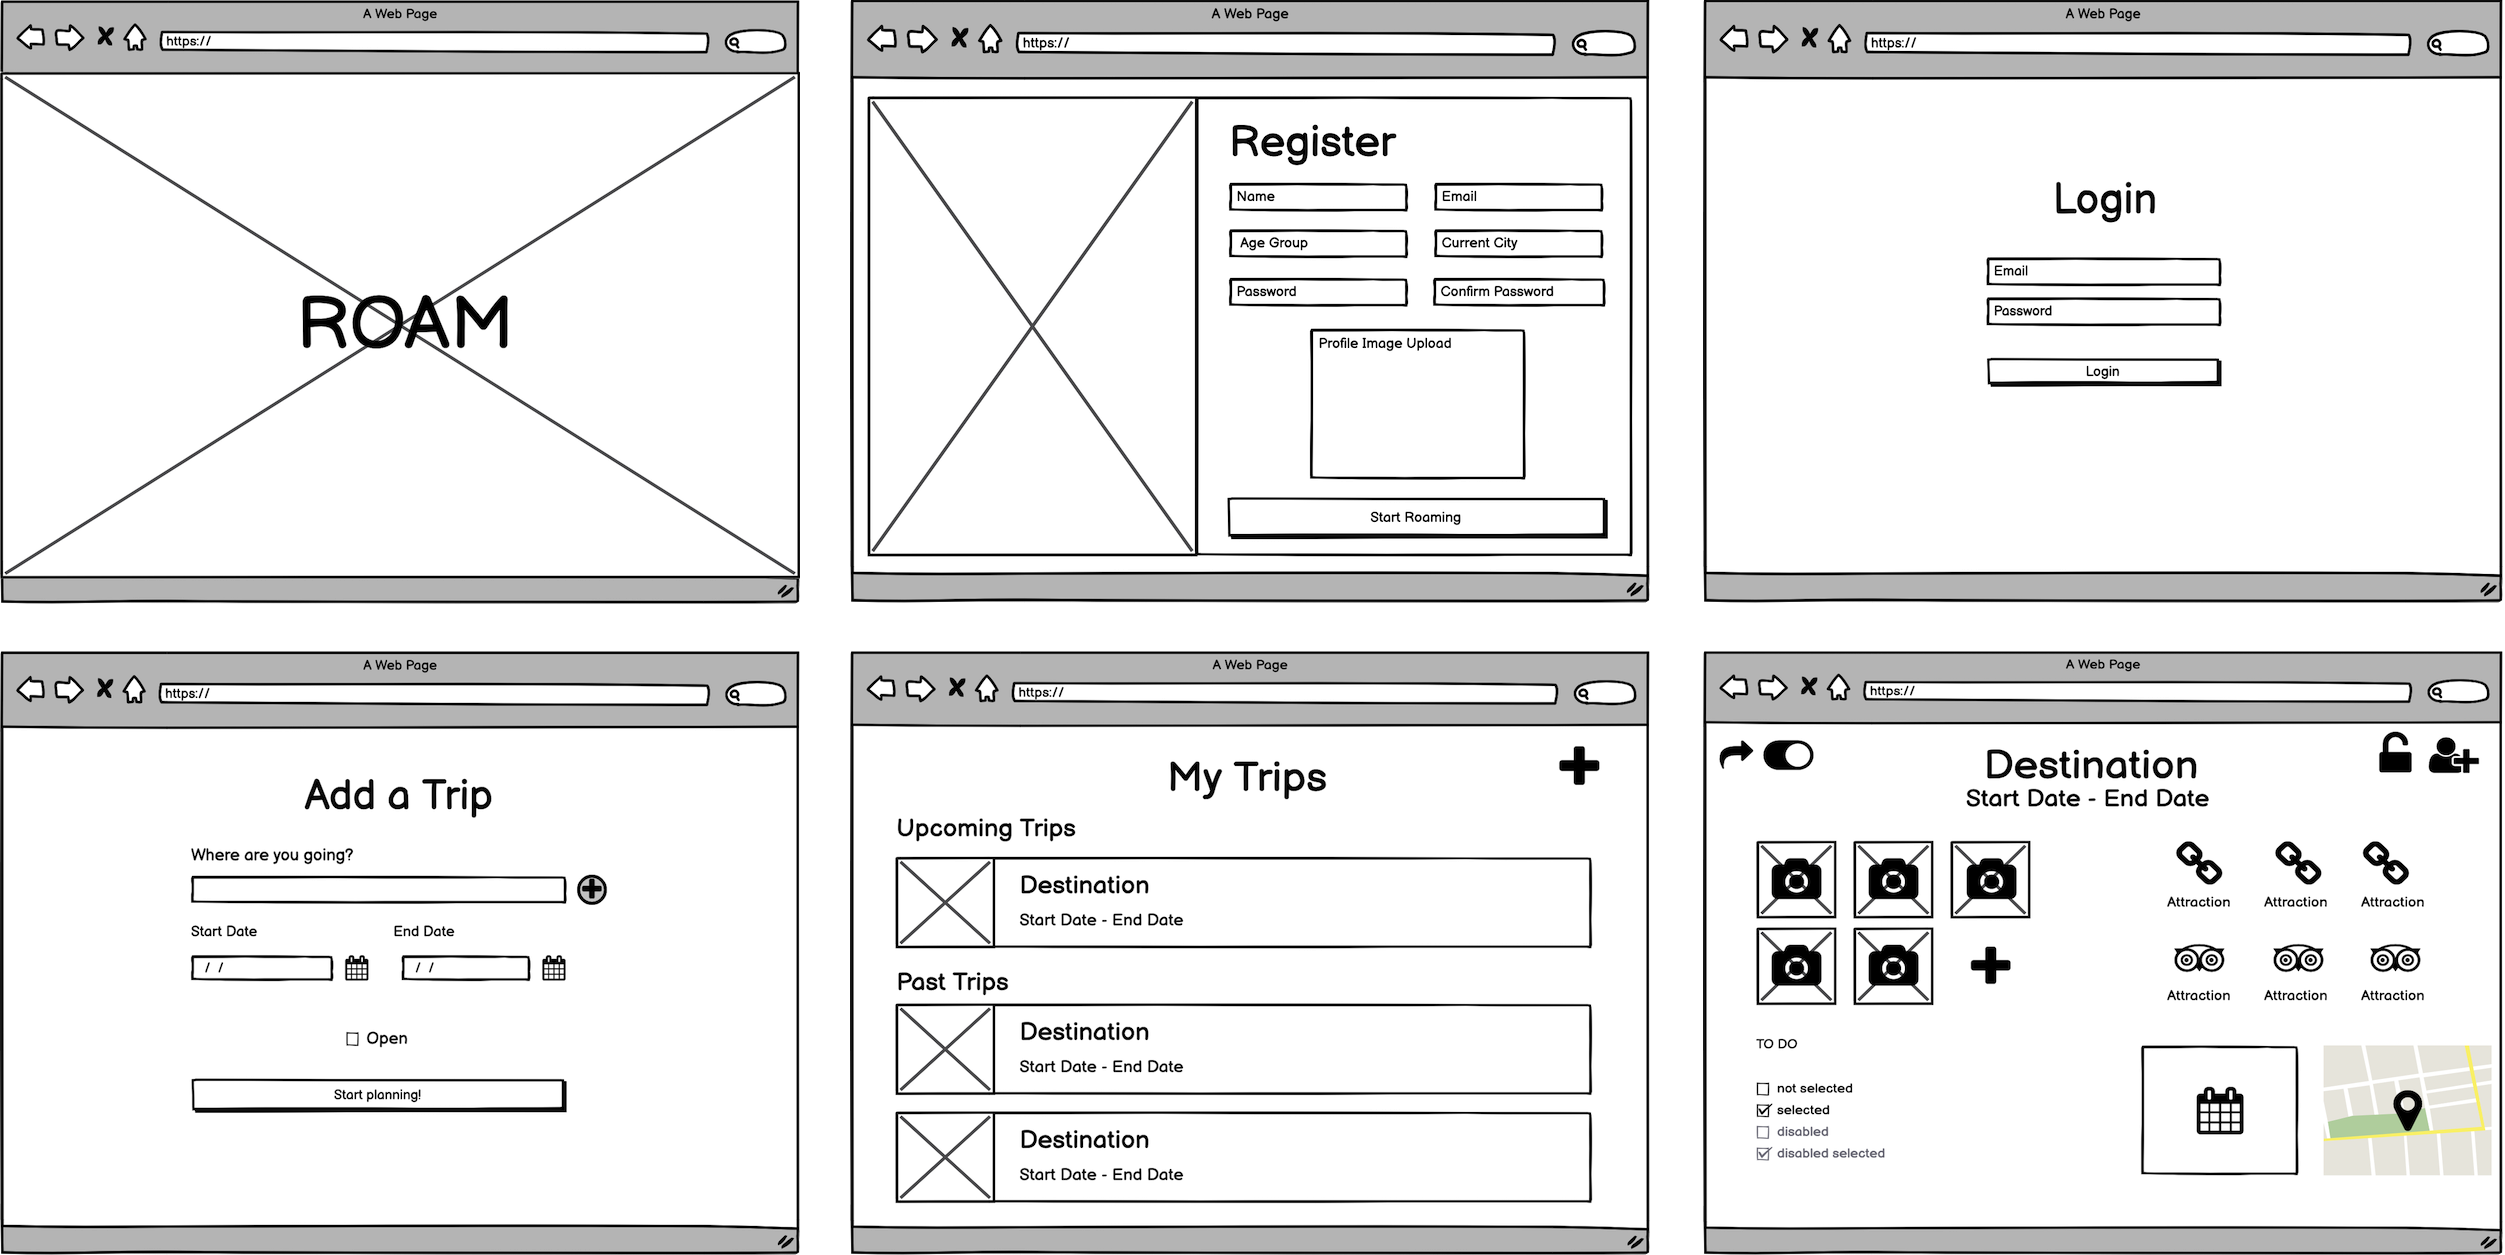 A Web Page
https://
ROAM
A Web Page
https://
Register
Name
Email
Age Group
Current City
Password
Confirm Password
Profile Image Upload
Start Roaming
A Web Page
https://
Login
Email
Password
Login
A Web Page
https://
Add a Trip
Where are you going?
Start Date
End Date
/ /
/ /
Open
Start planning!
A Web Page
https://
My Trips
Upcoming Trips
Destination
Start Date - End Date
Past Trips
Destination
Start Date - End Date
Destination
Start Date - End Date
A Web Page
https://
Destination
Start Date - End Date
Attraction
Attraction
Attraction
Attraction
Attraction
Attraction
TO DO
not selected
selected
disabled
disabled selected